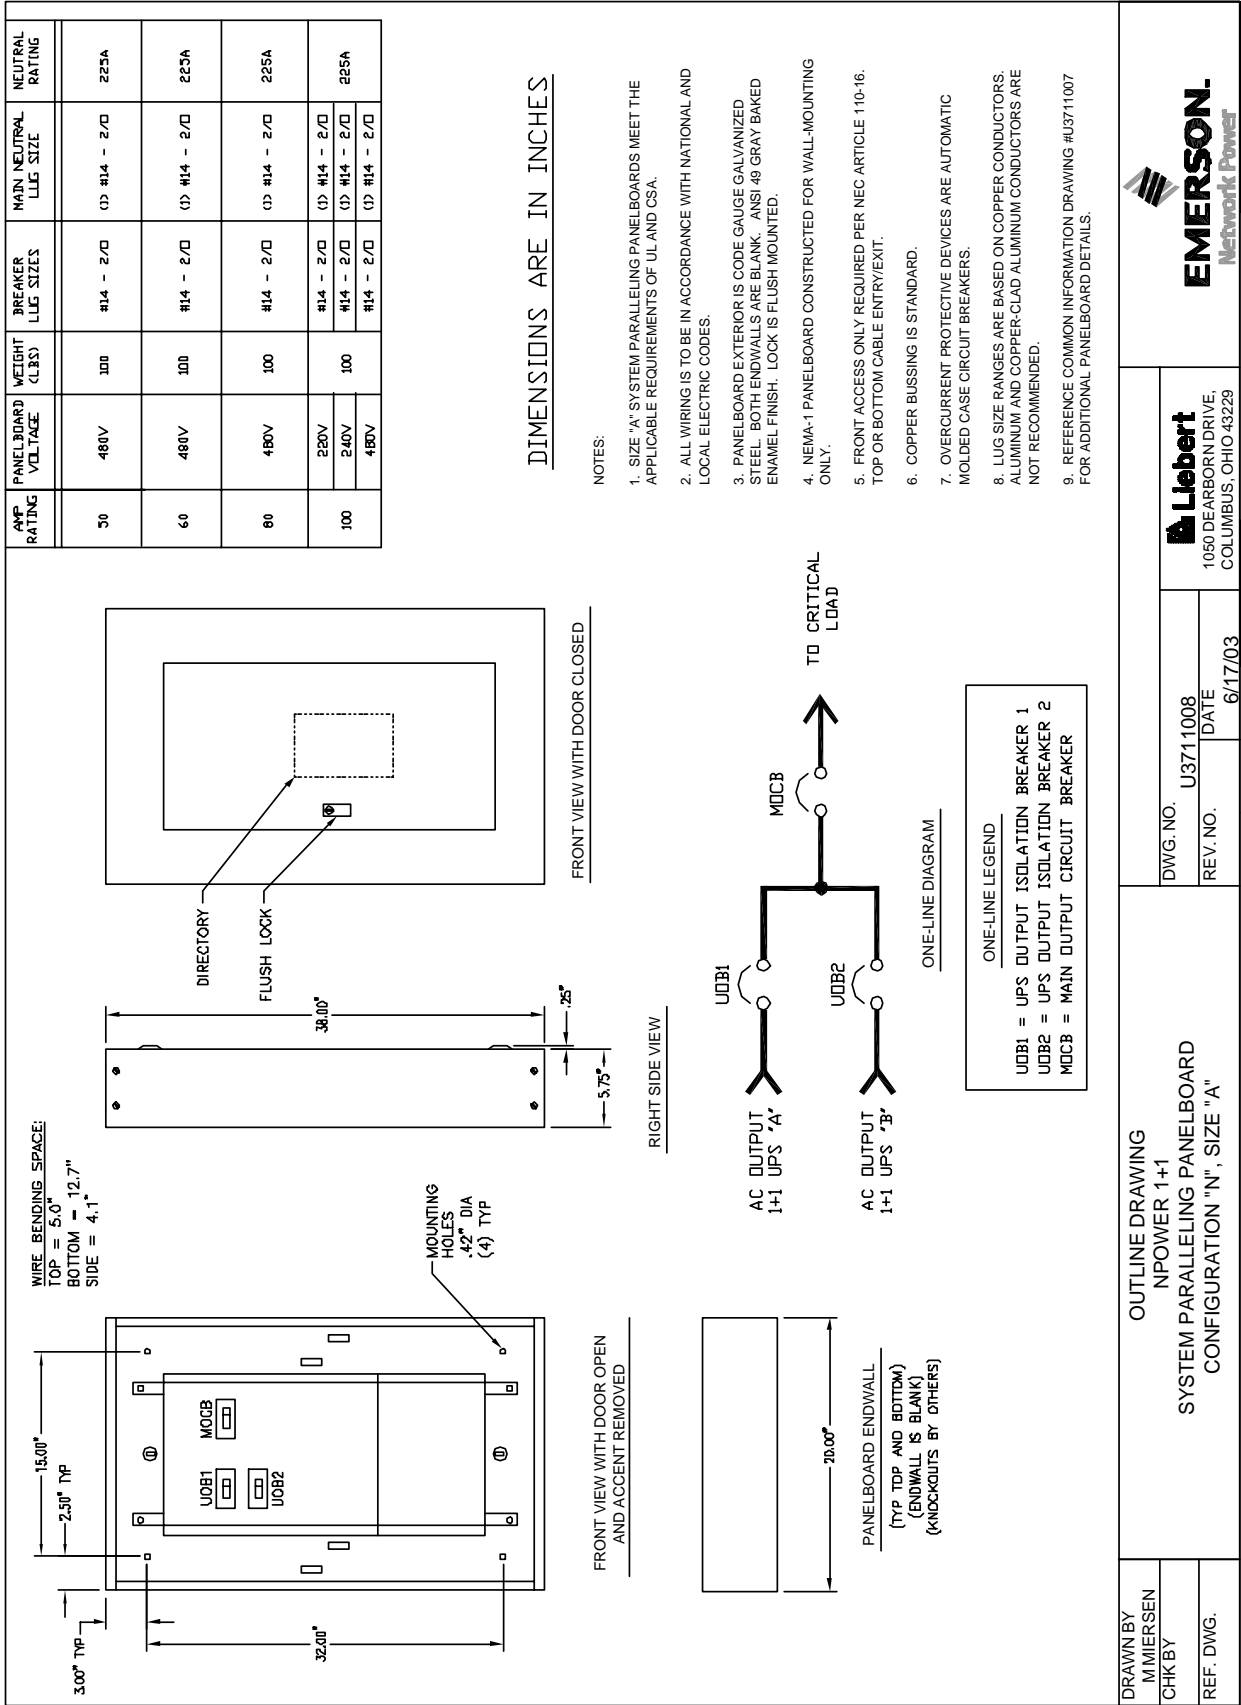 WIRE BENDING SPACE:
TOP = 5.0"
BOTTOM = 12.7"
SIDE = 4.1"
3.00" TYP
15.00"
2.50" TYP
32.00"
MOCB
UOB1
UOB2
MOUNTING
HOLES
.42" DIA
(4) TYP
FRONT VIEW WITH DOOR OPEN
AND ACCENT REMOVED
38.00"
5.75"
.25"
RIGHT SIDE VIEW
DIRECTORY
FLUSH LOCK
FRONT VIEW WITH DOOR CLOSED
AMP RATING PANELBOARD VOLTAGE WEIGHT (LBS) BREAKER LUG SIZES MAIN NEUTRAL LUG SIZE NEUTRAL RATING
50 480V 100 #14 - 2/0 (1) #14 - 2/0 225A
60 480V 100 #14 - 2/0 (1) #14 - 2/0 225A
80 480V 100 #14 - 2/0 (1) #14 - 2/0 225A
100 220V 100 #14 - 2/0 (1) #14 - 2/0 225A
240V #14 - 2/0 (1) #14 - 2/0
480V #14 - 2/0 (1) #14 - 2/0
DIMENSIONS ARE IN INCHES
NOTES:
1. SIZE "A" SYSTEM PARALLELING PANELBOARDS MEET THE
APPLICABLE REQUIREMENTS OF UL AND CSA.
2. ALL WIRING IS TO BE IN ACCORDANCE WITH NATIONAL AND
LOCAL ELECTRIC CODES.
3. PANELBOARD EXTERIOR IS CODE GAUGE GALVANIZED
STEEL. BOTH ENDWALLS ARE BLANK. ANSI 49 GRAY BAKED
ENAMEL FINISH. LOCK IS FLUSH MOUNTED.
4. NEMA-1 PANELBOARD CONSTRUCTED FOR WALL-MOUNTING
ONLY.
5. FRONT ACCESS ONLY REQUIRED PER NEC ARTICLE 110-16.
TOP OR BOTTOM CABLE ENTRY/EXIT.
6. COPPER BUSSING IS STANDARD.
7. OVERCURRENT PROTECTIVE DEVICES ARE AUTOMATIC
MOLDED CASE CIRCUIT BREAKERS.
8. LUG SIZE RANGES ARE BASED ON COPPER CONDUCTORS.
ALUMINUM AND COPPER-CLAD ALUMINUM CONDUCTORS ARE
NOT RECOMMENDED.
9. REFERENCE COMMON INFORMATION DRAWING #U3711007
FOR ADDITIONAL PANELBOARD DETAILS.
20.00"
PANELBOARD ENDWALL
(TYP TOP AND BOTTOM)
(ENDWALL IS BLANK)
(KNOCKOUTS BY OTHERS)
AC OUTPUT
1+1 UPS 'A'
AC OUTPUT
1+1 UPS 'B'
UOB1
UOB2
MOCB
TO CRITICAL
LOAD
ONE-LINE DIAGRAM
ONE-LINE LEGEND
UOB1 = UPS OUTPUT ISOLATION BREAKER 1
UOB2 = UPS OUTPUT ISOLATION BREAKER 2
MOCB = MAIN OUTPUT CIRCUIT BREAKER
DRAWN BY
M MIERSEN
CHK BY
REF. DWG.
OUTLINE DRAWING
NPOWER 1+1
SYSTEM PARALLELING PANELBOARD
CONFIGURATION "N", SIZE "A"
DWG. NO.
U3711008
REV. NO.
DATE
6/17/03
Liebert
1050 DEARBORN DRIVE,
COLUMBUS, OHIO 43229
EMERSON.
Network Power